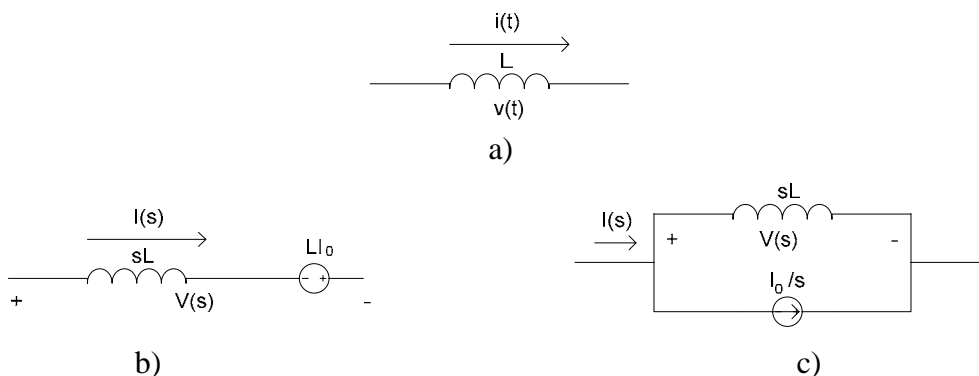 i(t)
L
v(t)
a)
I(s)
sL
V(s)
LI₀
+
- +
-
b)
sL
I(s)
+
V(s)
-
I₀/s
c)